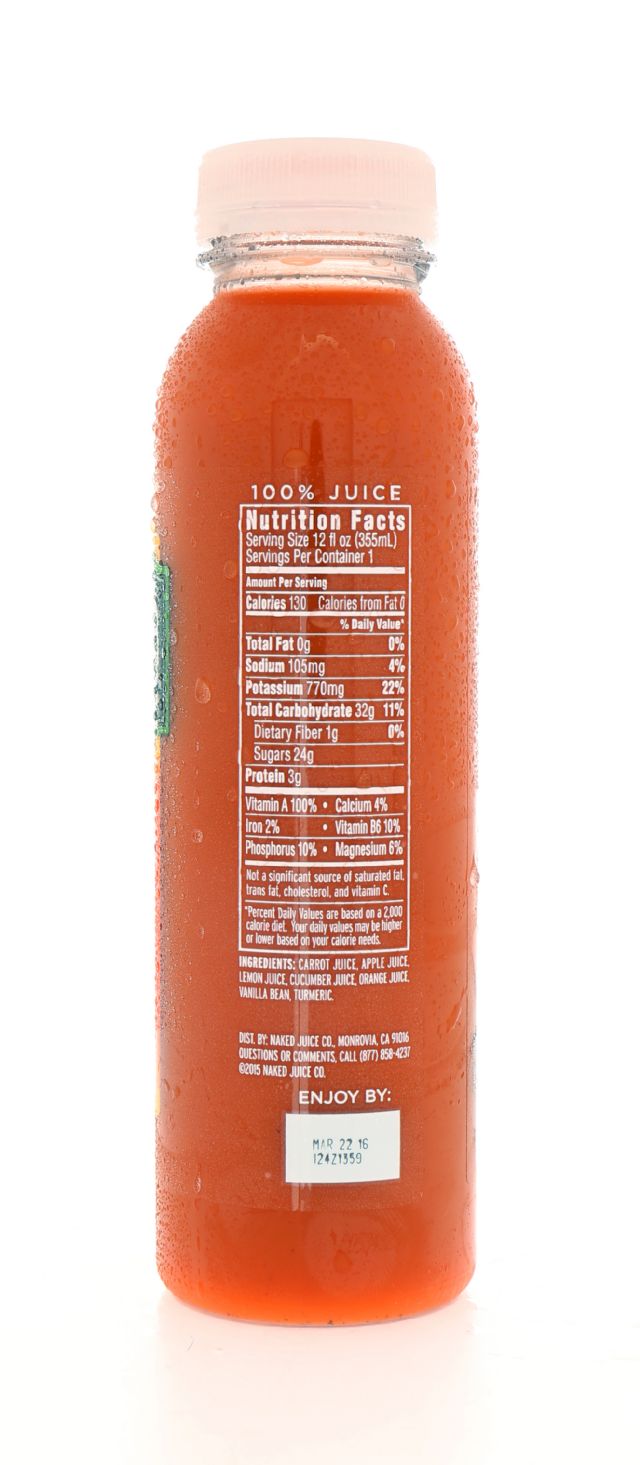 100% JUICE
Nutrition Facts
Serving Size 12 fl oz (355mL)
Servings Per Container 1
Amount Per Serving
Calories 130 Calories from Fat 0
% Daily Value*
Total Fat 0g 0%
Sodium 105mg 4%
Potassium 770mg 22%
Total Carbohydrate 32g 11%
Dietary Fiber 1g 0%
Sugars 24g
Protein 3g
Vitamin A 100% • Calcium 4%
Iron 2% • Vitamin B6 10%
Phosphorus 10% • Magnesium 6%
Not a significant source of saturated fat,
trans fat, cholesterol, and vitamin C.
*Percent Daily Values are based on a 2,000
calorie diet. Your daily values may be higher
or lower based on your calorie needs.
INGREDIENTS: CARROT JUICE, APPLE JUICE,
LEMON JUICE, CUCUMBER JUICE, ORANGE JUICE,
VANILLA BEAN, TURMERIC.
DIST. BY: NAKED JUICE CO., MONROVIA, CA 91016
QUESTIONS OR COMMENTS, CALL (877) 858-4237
©2015 NAKED JUICE CO.
ENJOY BY:
MAR 22 16
124Z1359